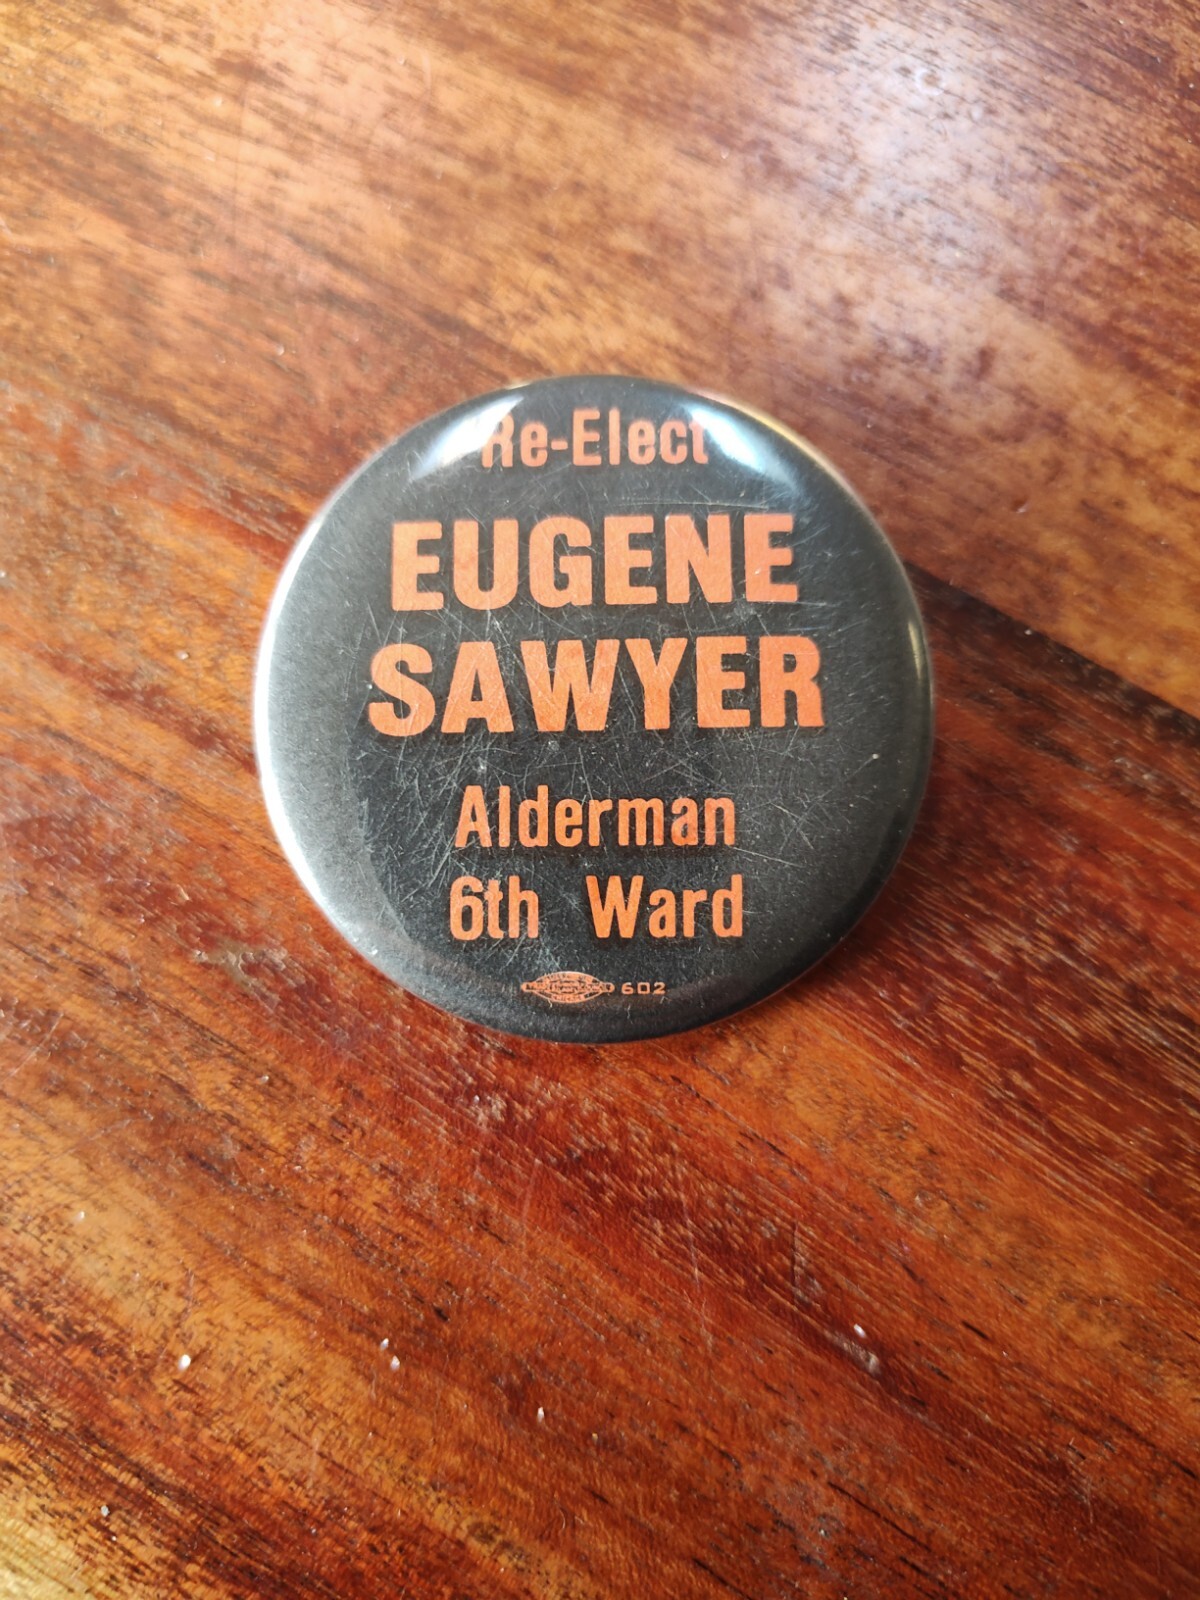 Re-Elect
EUGENE
SAWYER
Alderman
6th Ward
602